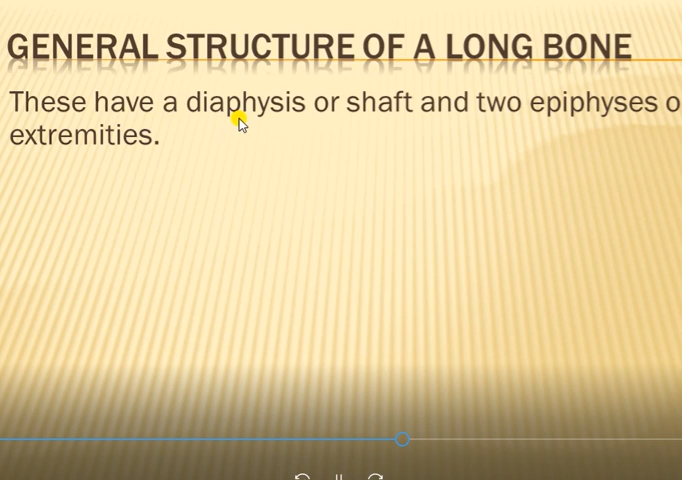 GENERAL STRUCTURE OF A LONG BONE
These have a diaphysis or shaft and two epiphyses
extremities.